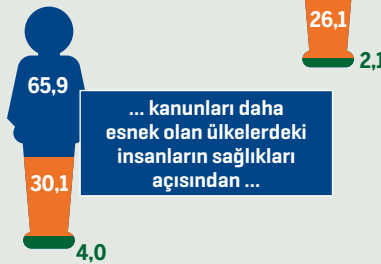 26,1
2,1
65,9
... kanunları daha
esnek olan ülkelerdeki
insanların sağlıkları
açısından ...
30,1
4,0